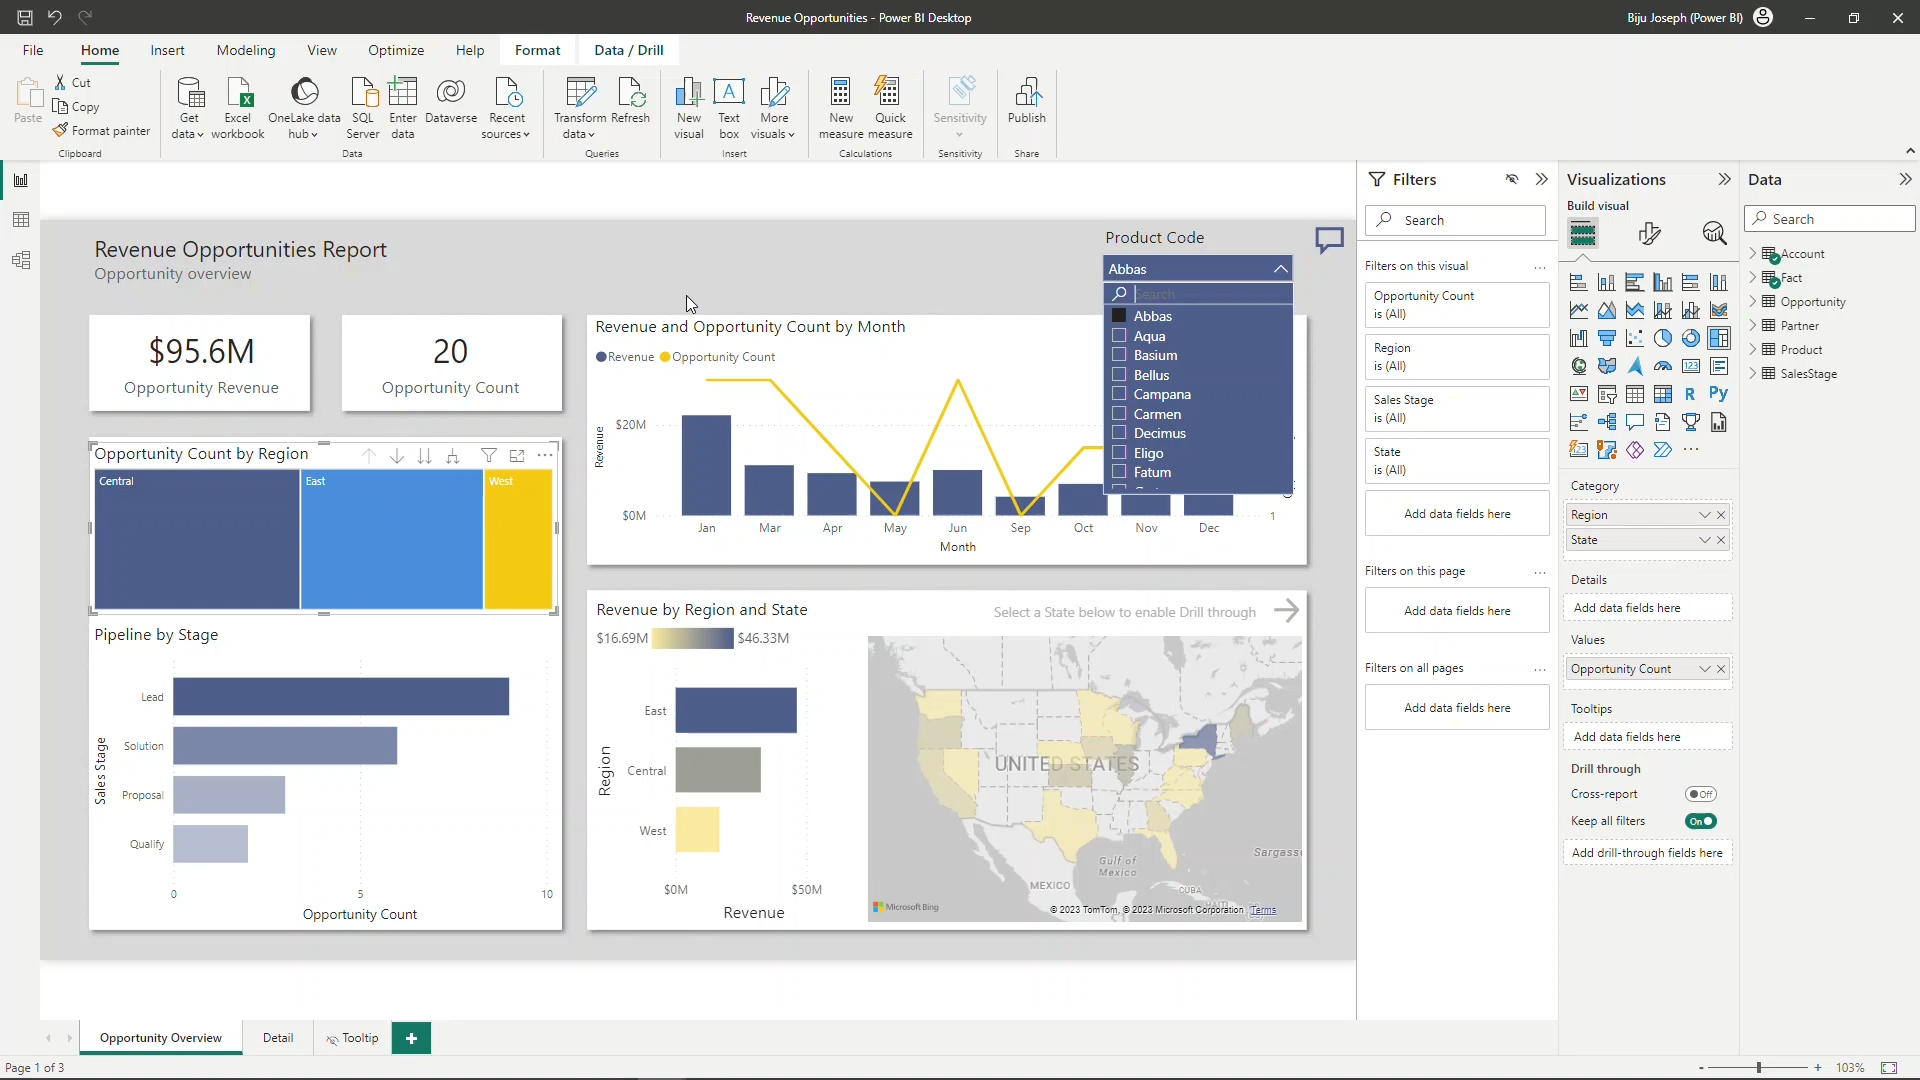 Revenue Opportunities - Power BI Desktop
Biju Joseph (Power BI)
File Home Insert Modeling View Optimize Help Format Data / Drill
Paste
Cut
Copy
Format painter
Clipboard
Get data
Excel workbook
OneLake data hub
SQL Server
Enter data
Dataverse
Recent sources
Data
Transform data
Refresh
Queries
New visual
Text box
More visuals
Insert
New measure
Quick measure
Calculations
Sensitivity
Sensitivity
Publish
Share
Revenue Opportunities Report
Opportunity overview
Product Code
Abbas
Search
Abbas
Aqua
Basium
Bellus
Campana
Carmen
Decimus
Eligo
Fatum
$95.6M
Opportunity Revenue
20
Opportunity Count
Revenue and Opportunity Count by Month
Revenue Opportunity Count
Revenue
$20M
$0M
1
Jan Mar Apr May Jun Sep Oct Nov Dec
Month
Opportunity Count by Region
Central East West
Pipeline by Stage
Sales Stage
Lead
Solution
Proposal
Qualify
0 5 10
Opportunity Count
Revenue by Region and State
Select a State below to enable Drill through
$16.69M $46.33M
Region
East
Central
West
$0M $50M
Revenue
UNITED STATES
Gulf of
Mexico
Sargass
MEXICO
CUBA
HAITI
Microsoft Bing
© 2023 TomTom, © 2023 Microsoft Corporation Terms
Filters
Search
Filters on this visual
Opportunity Count
is (All)
Region
is (All)
Sales Stage
is (All)
State
is (All)
Add data fields here
Filters on this page
Add data fields here
Filters on all pages
Add data fields here
Visualizations
Build visual
R Py
123
Category
Region
State
Details
Add data fields here
Values
Opportunity Count
Tooltips
Add data fields here
Drill through
Cross-report Off
Keep all filters On
Add drill-through fields here
Data
Search
Account
Fact
Opportunity
Partner
Product
SalesStage
Opportunity Overview Detail Tooltip +
Page 1 of 3
- + 103%